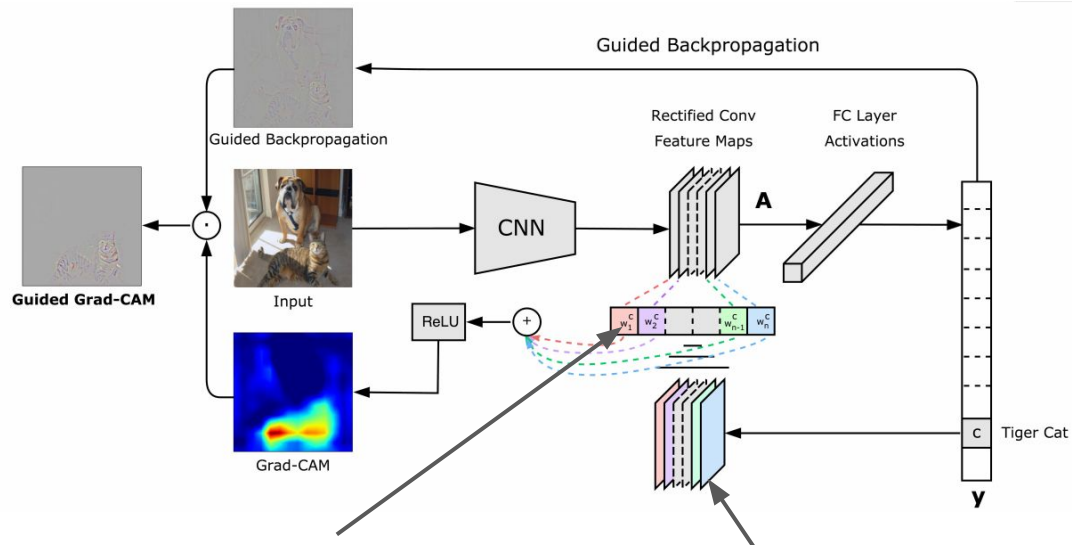 Guided Backpropagation
Rectified Conv
Feature Maps
FC Layer
Activations
Guided Backpropagation
A
CNN
Guided Grad-CAM
Input
ReLU
+
w₁ᶜ
w₂ᶜ
wₙ₋₁ᶜ
wₙᶜ
Grad-CAM
c
Tiger Cat
y